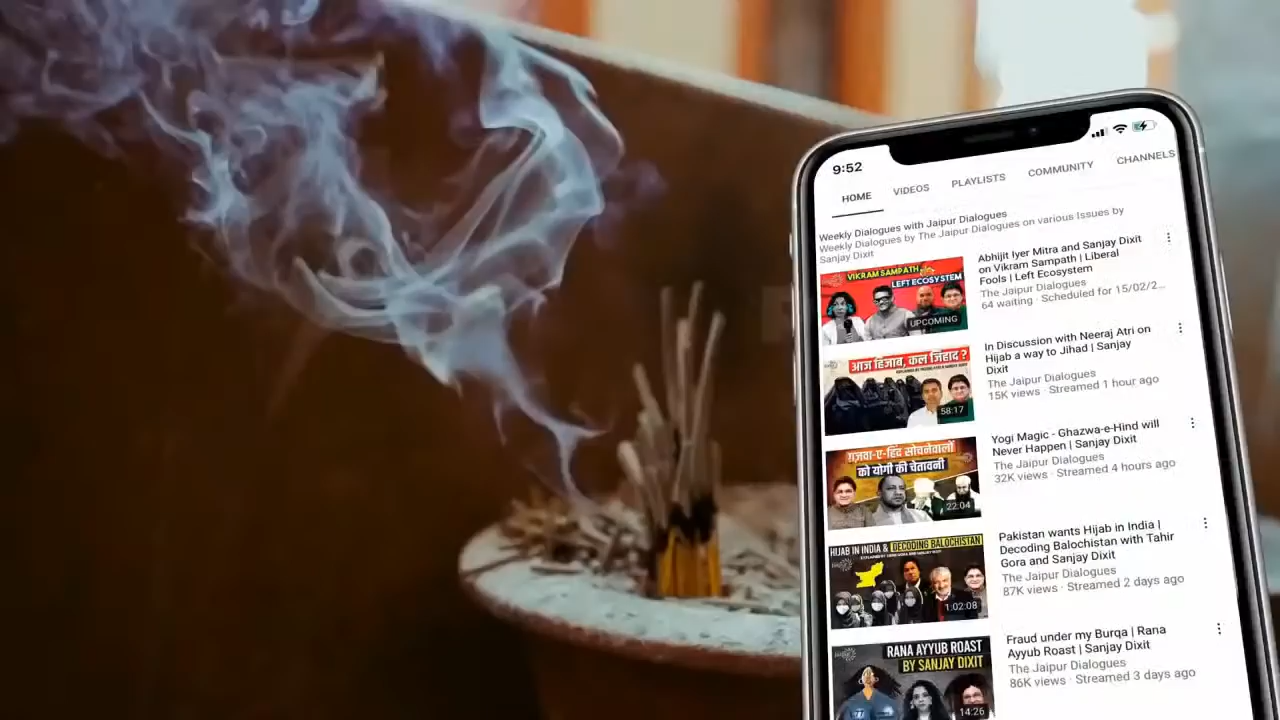 9:52
HOME VIDEOS PLAYLISTS COMMUNITY CHANNELS
Weekly Dialogues with Jaipur Dialogues
Weekly Dialogues by The Jaipur Dialogues on various Issues by
Sanjay Dixit
VIKRAM SAMPATH
LEFT ECOSYSTEM
UPCOMING
Abhijit Iyer Mitra and Sanjay Dixit
on Vikram Sampath | Liberal
Fools | Left Ecosystem
The Jaipur Dialogues
64 waiting · Scheduled for 15/02/2...
आज हिजाब, कल जिहाद ?
58:17
In Discussion with Neeraj Atri on
Hijab a way to Jihad | Sanjay
Dixit
The Jaipur Dialogues
15K views · Streamed 1 hour ago
ग़ज़वा-ए-हिंद सोचनेवालों
को योगी की चेतावनी
22:04
Yogi Magic - Ghazwa-e-Hind will
Never Happen | Sanjay Dixit
The Jaipur Dialogues
32K views · Streamed 4 hours ago
HIJAB IN INDIA & DECODING BALOCHISTAN
1:02:08
Pakistan wants Hijab in India |
Decoding Balochistan with Tahir
Gora and Sanjay Dixit
The Jaipur Dialogues
87K views · Streamed 2 days ago
RANA AYYUB ROAST
BY SANJAY DIXIT
14:26
Fraud under my Burqa | Rana
Ayyub Roast | Sanjay Dixit
The Jaipur Dialogues
86K views · Streamed 3 days ago